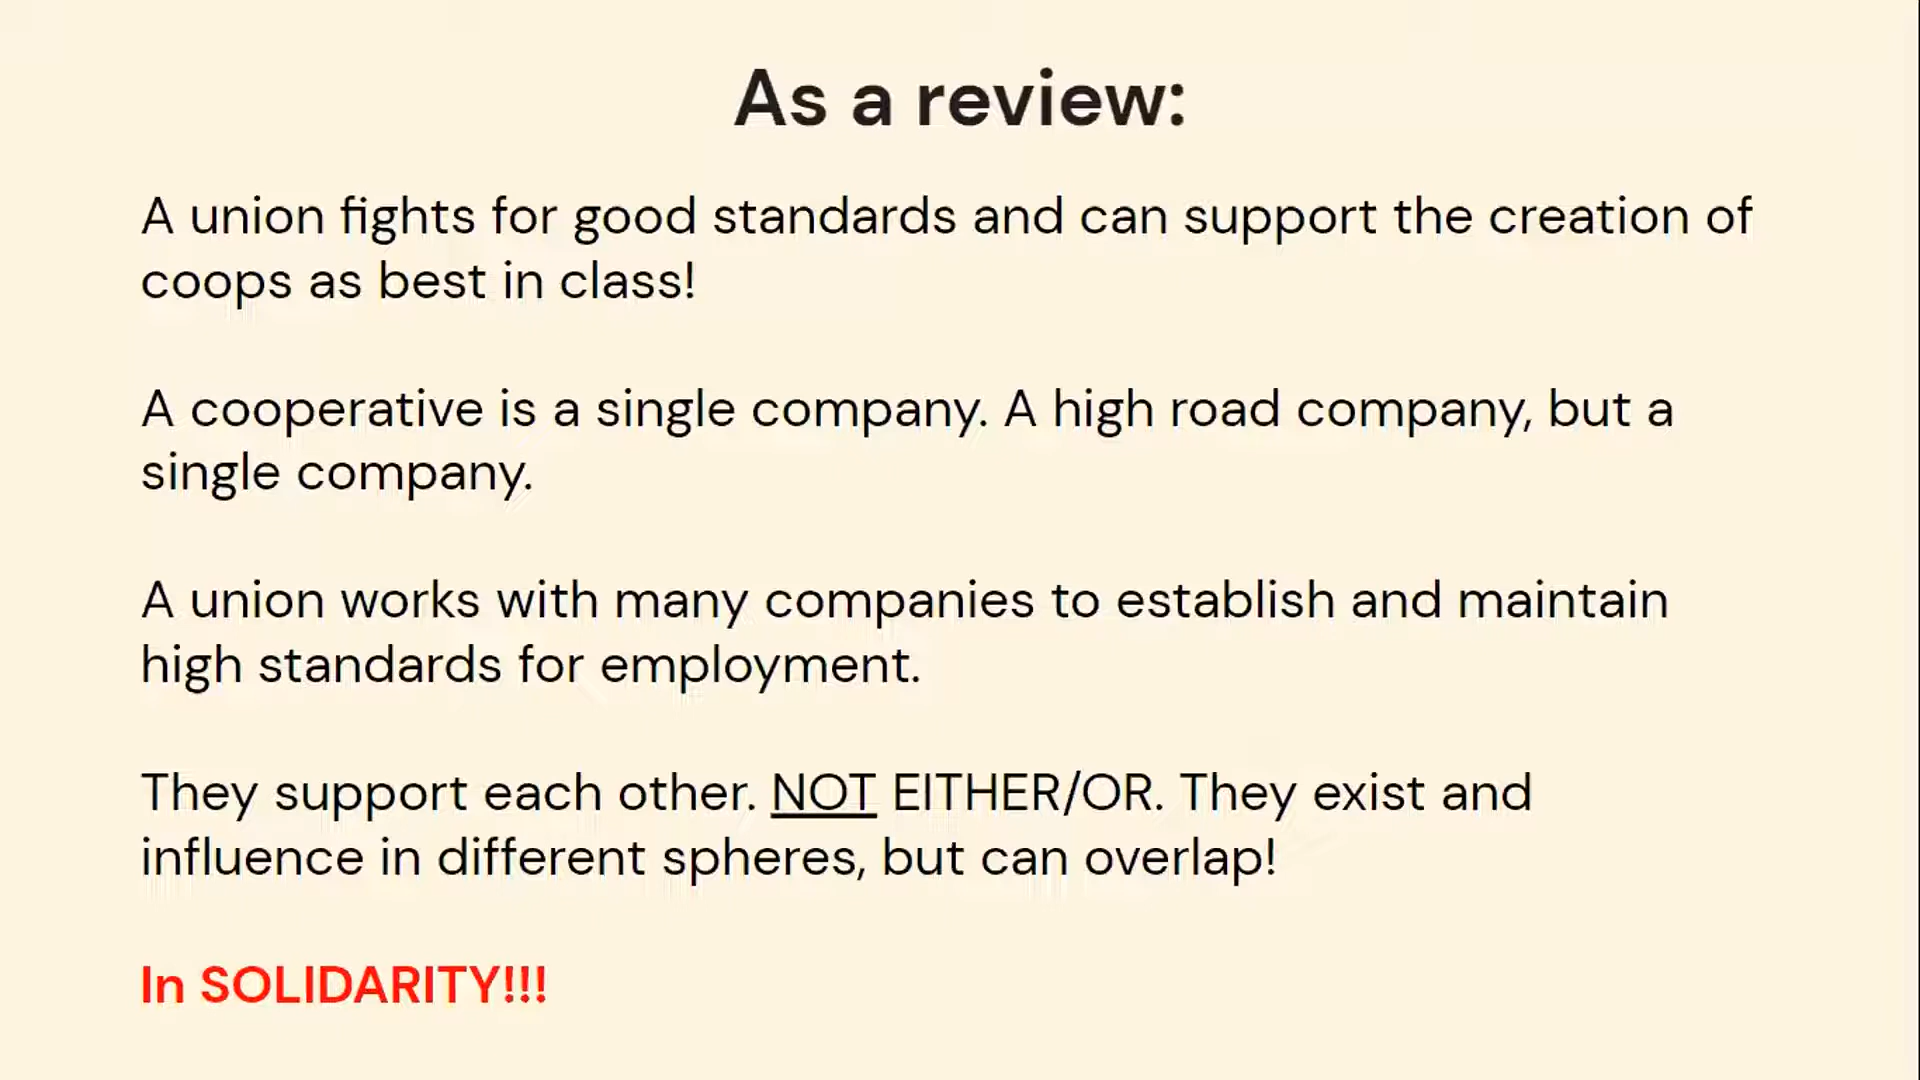 As a review:
A union fights for good standards and can support the creation of
coops as best in class!
A cooperative is a single company. A high road company, but a
single company.
A union works with many companies to establish and maintain
high standards for employment.
They support each other. NOT EITHER/OR. They exist and
influence in different spheres, but can overlap!
In SOLIDARITY!!!